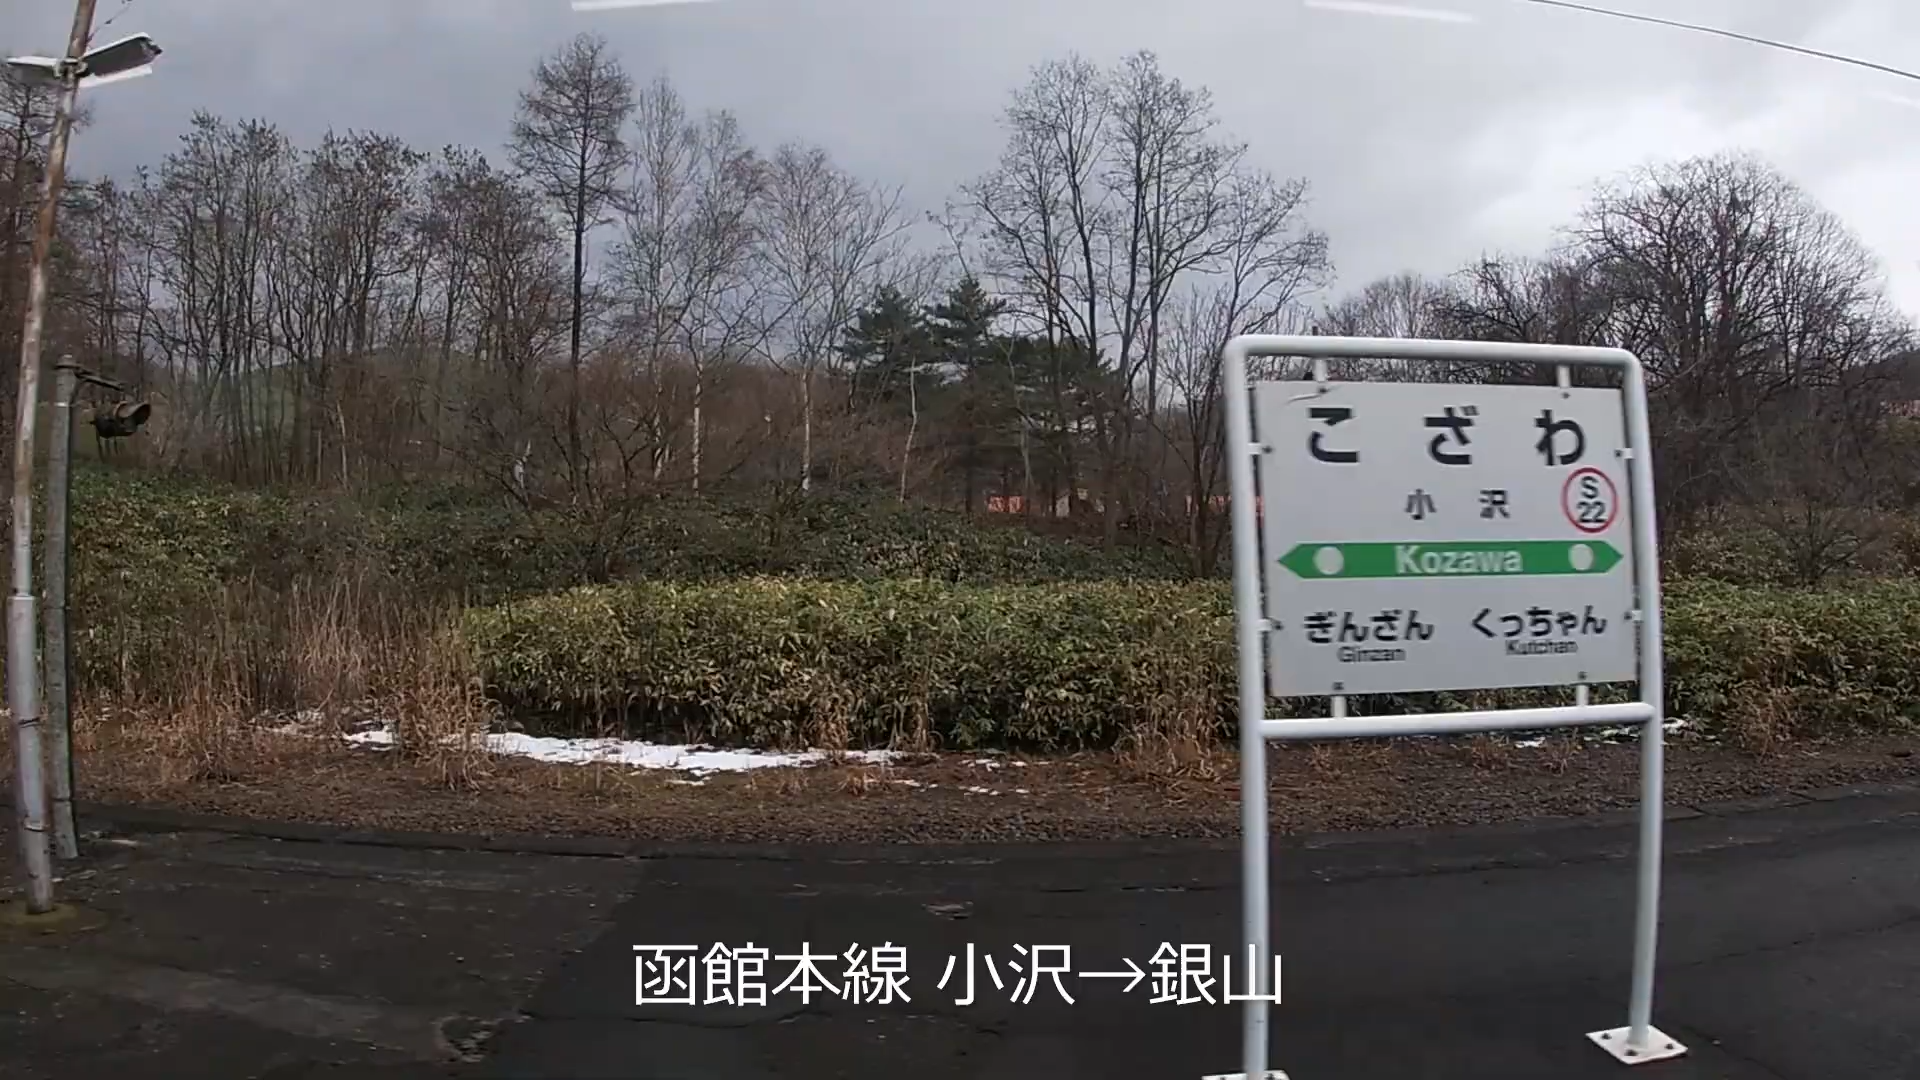 こざわ
小沢
S
22
Kozawa
ぎんざん くっちゃん
Ginzan Kutchan
函館本線 小沢→銀山